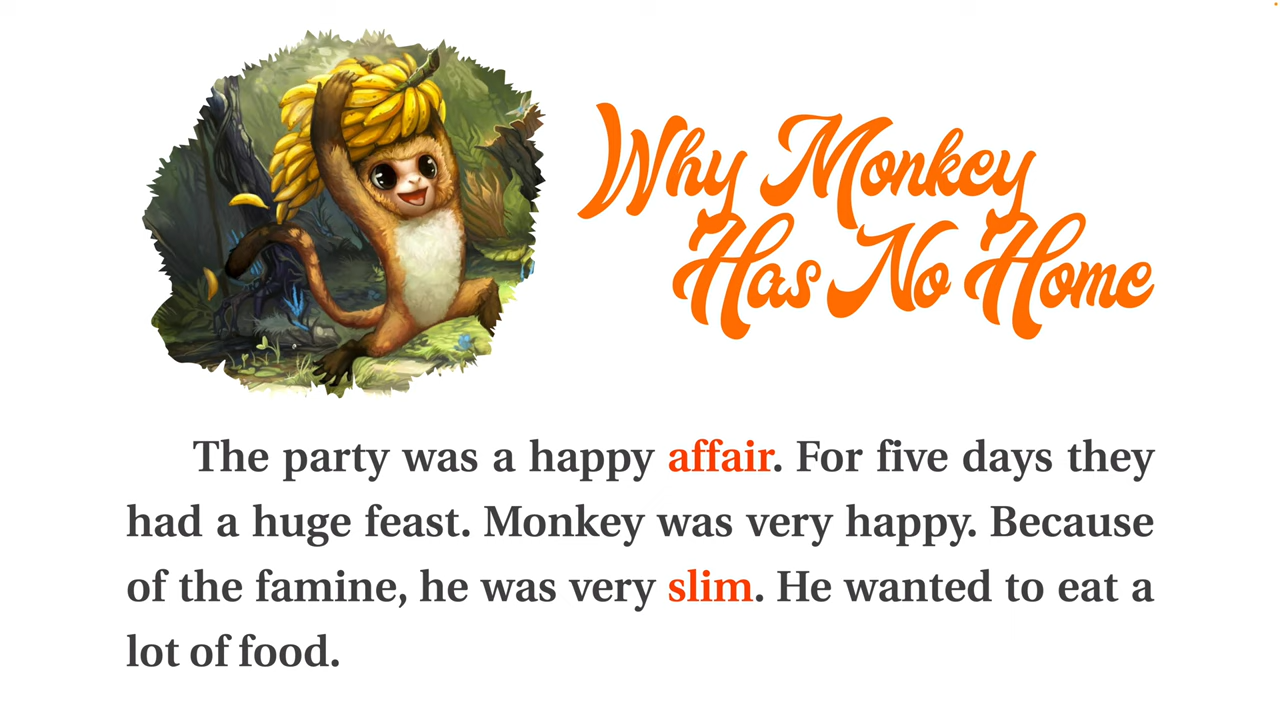 Why Monkey
Has No Home
The party was a happy affair. For five days they
had a huge feast. Monkey was very happy. Because
of the famine, he was very slim. He wanted to eat a
lot of food.